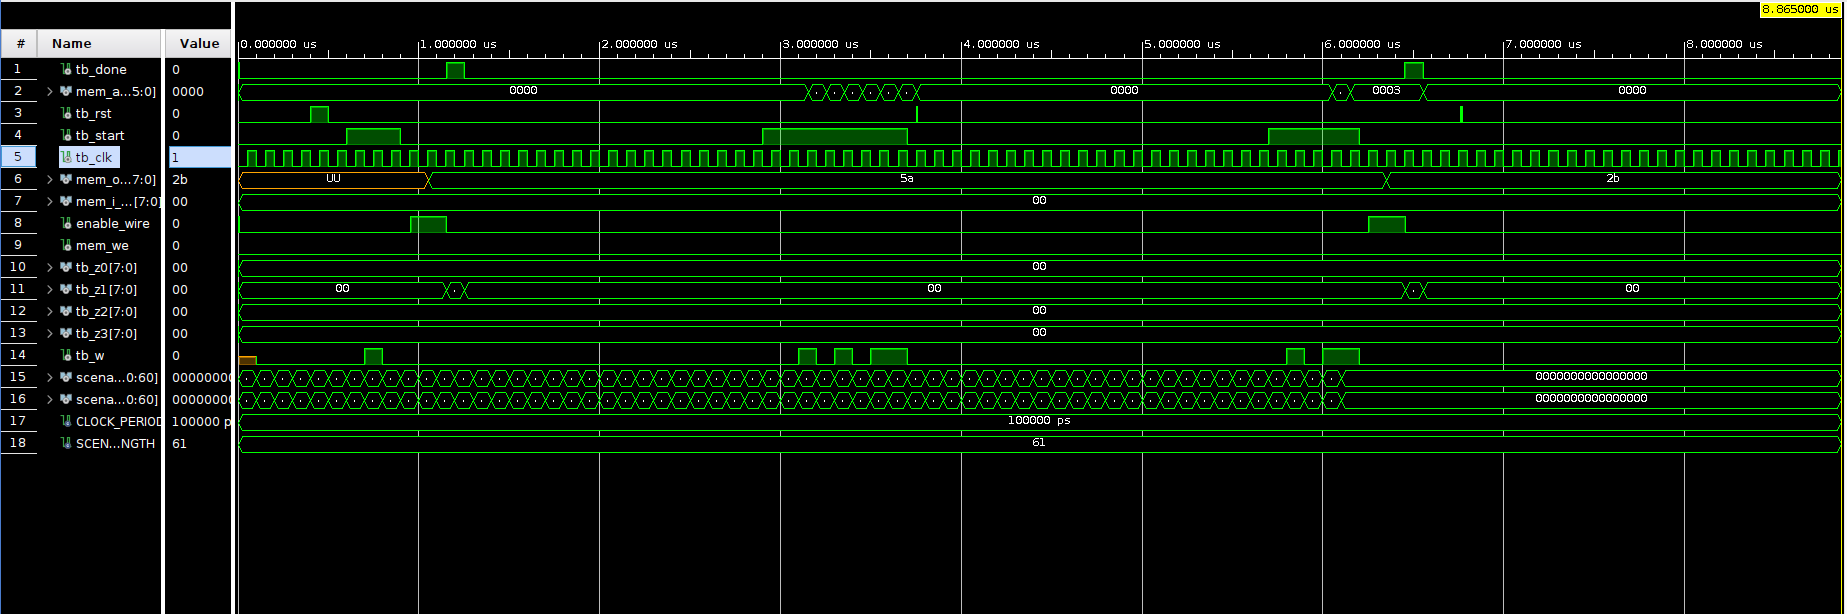 8.865000 us
# Name Value 0.000000 us 1.000000 us 2.000000 us 3.000000 us 4.000000 us 5.000000 us 6.000000 us 7.000000 us 8.000000 us
1 tb_done 0
2 mem_a...5:0] 0000 0000 0000 0003 0000
3 tb_rst 0
4 tb_start 0
5 tb_clk 1
6 mem_o...7:0] 2b UU 5a 2b
7 mem_i_...[7:0] 00 00
8 enable_wire 0
9 mem_we 0
10 tb_z0[7:0] 00 00
11 tb_z1[7:0] 00 00 00 00
12 tb_z2[7:0] 00 00
13 tb_z3[7:0] 00 00
14 tb_w 0
15 scena...0:60] 00000000 0000000000000000
16 scena...0:60] 00000000 0000000000000000
17 CLOCK_PERIOD 100000 p 100000 ps
18 SCEN...NGTH 61 61